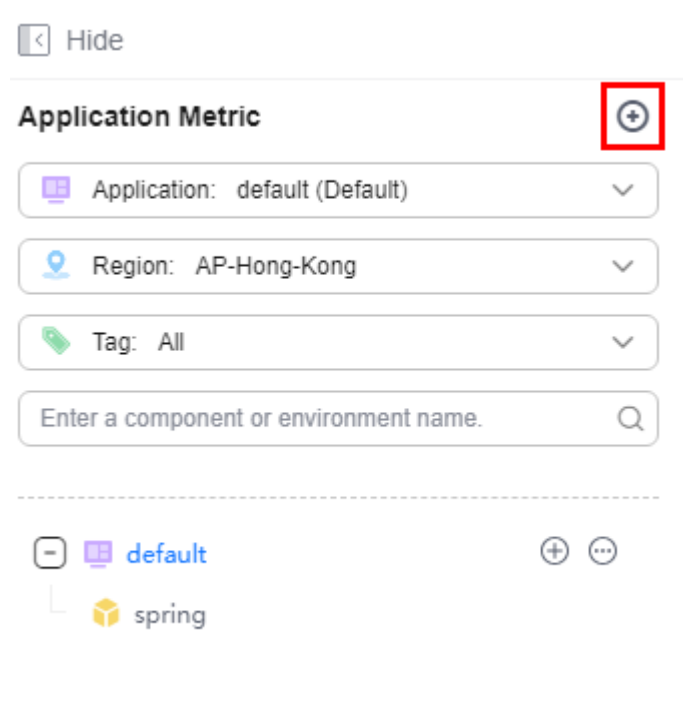 Hide
Application Metric
Application: default (Default)
Region: AP-Hong-Kong
Tag: All
Enter a component or environment name.
default
spring